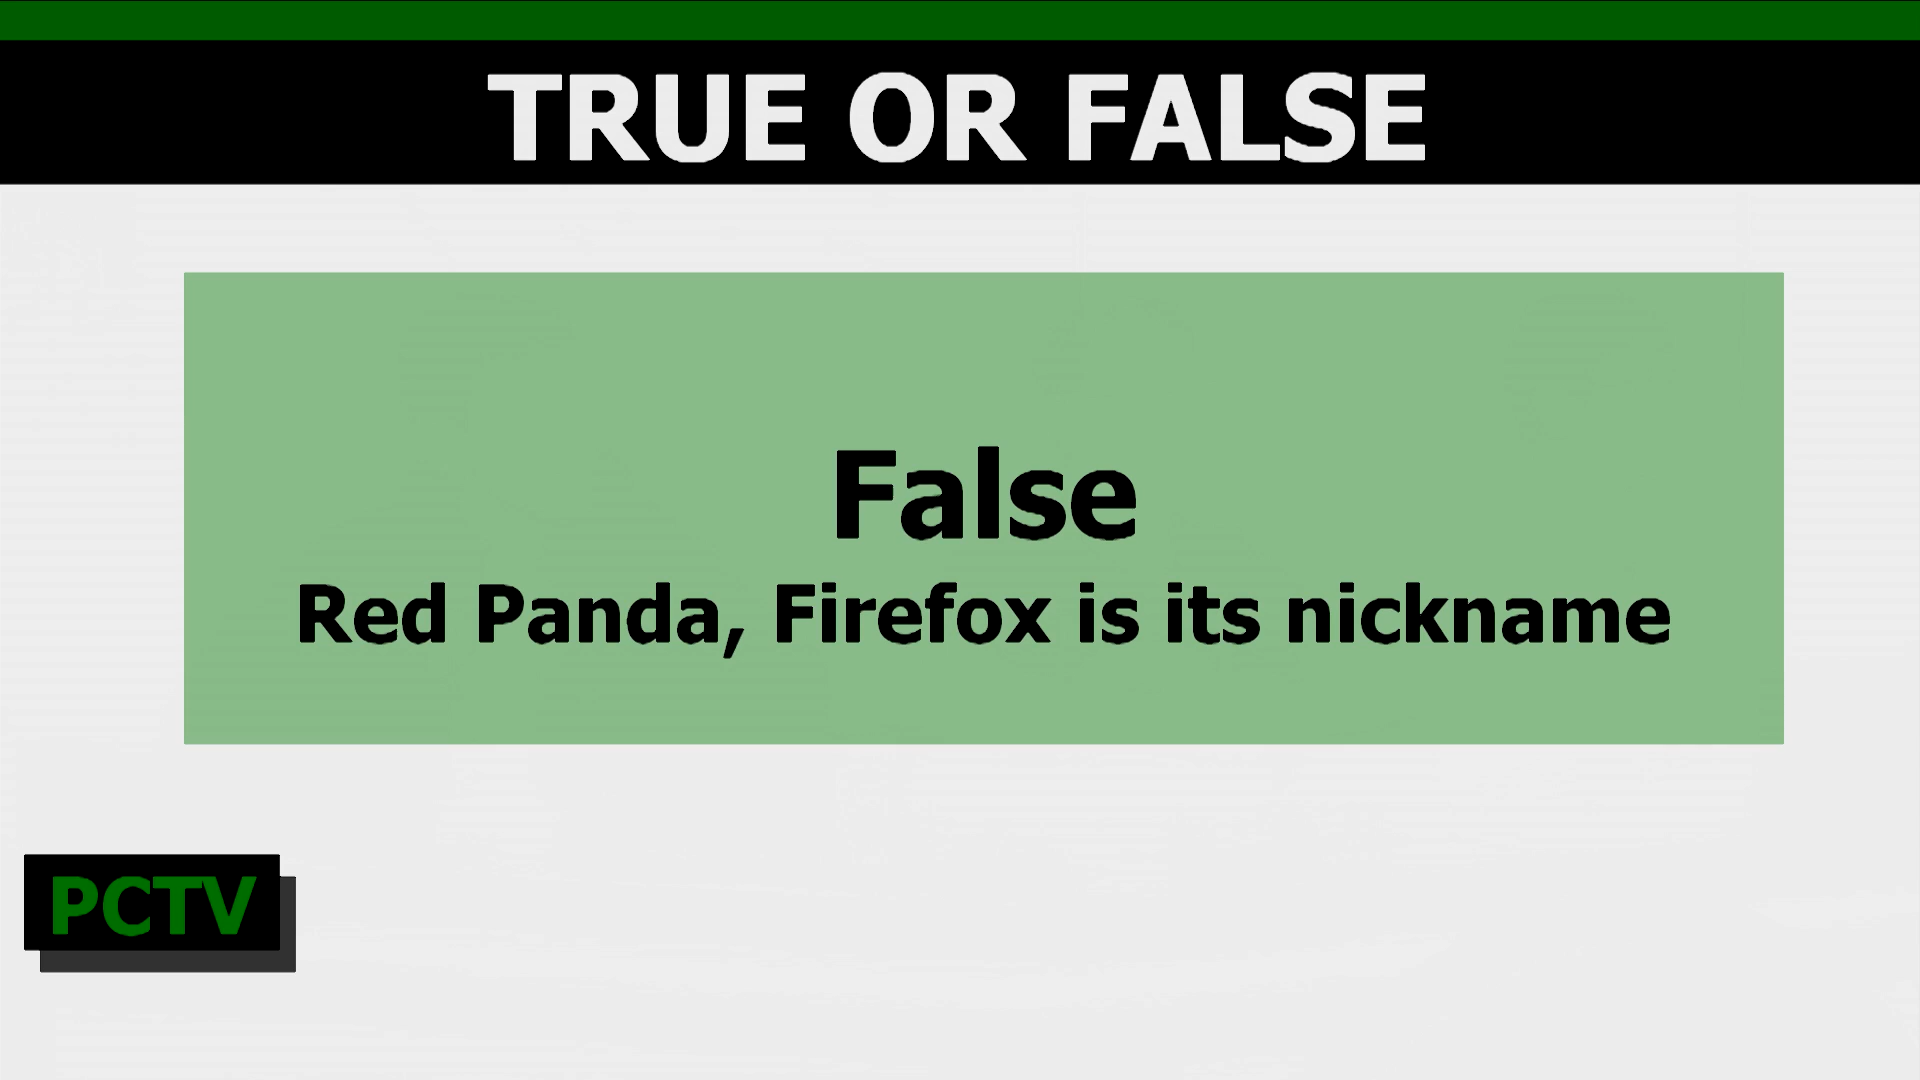 TRUE OR FALSE
False
Red Panda, Firefox is its nickname
PCTV